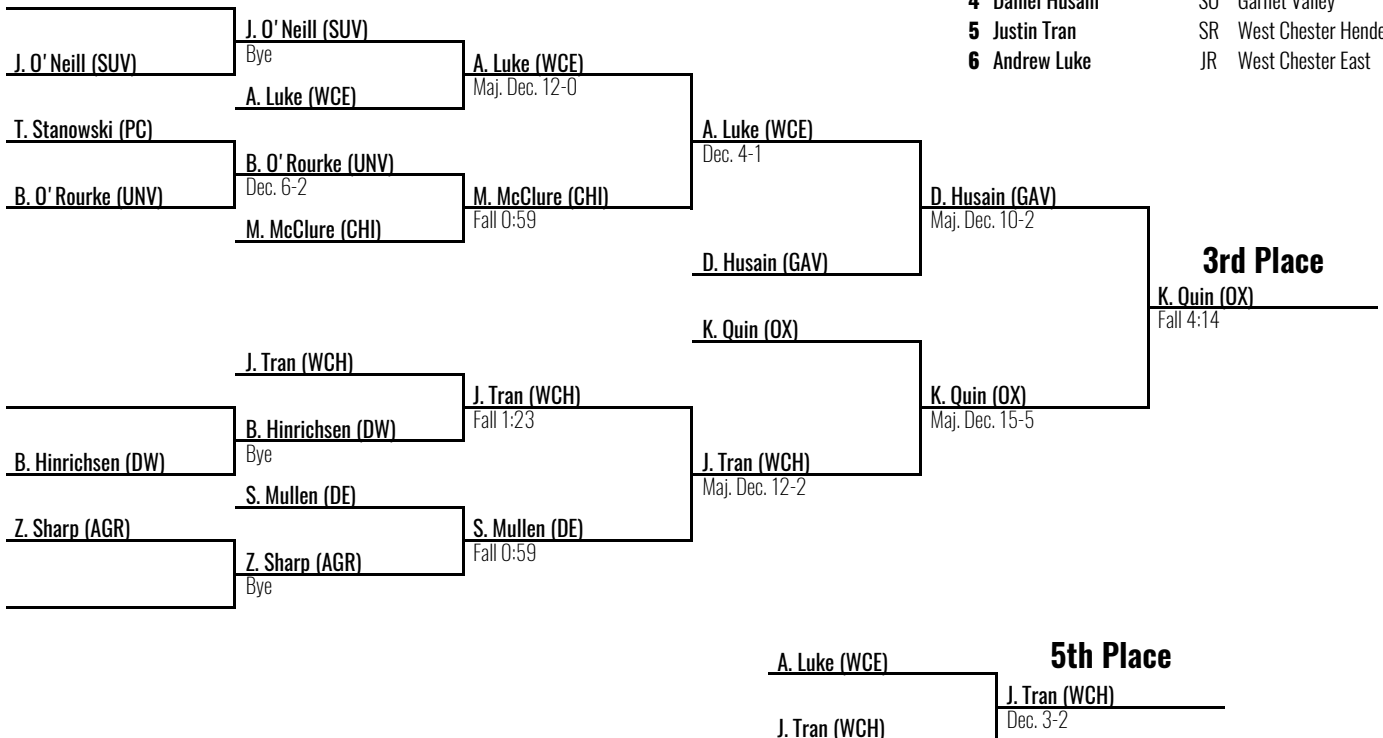 4 Daniel Husain SO Garnet Valley
5 Justin Tran SR West Chester Hende
6 Andrew Luke JR West Chester East
J. O'Neill (SUV)
Bye
J. O'Neill (SUV)
A. Luke (WCE)
Maj. Dec. 12-0
A. Luke (WCE)
T. Stanowski (PC)
A. Luke (WCE)
Dec. 4-1
B. O'Rourke (UNV)
Dec. 6-2
B. O'Rourke (UNV)
M. McClure (CHI)
Fall 0:59
D. Husain (GAV)
Maj. Dec. 10-2
M. McClure (CHI)
D. Husain (GAV)
3rd Place
K. Quin (OX)
Fall 4:14
K. Quin (OX)
J. Tran (WCH)
J. Tran (WCH)
Fall 1:23
K. Quin (OX)
Maj. Dec. 15-5
B. Hinrichsen (DW)
Bye
B. Hinrichsen (DW)
J. Tran (WCH)
Maj. Dec. 12-2
S. Mullen (DE)
Z. Sharp (AGR)
S. Mullen (DE)
Fall 0:59
Z. Sharp (AGR)
Bye
5th Place
A. Luke (WCE)
J. Tran (WCH)
Dec. 3-2
J. Tran (WCH)